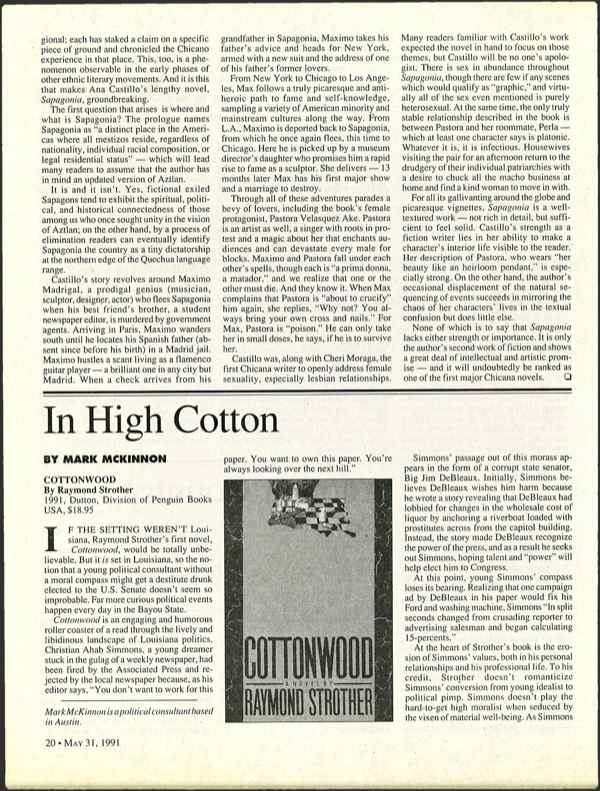 gional; each has staked a claim on a specific
piece of ground and chronicled the Chicano
experience in that place. This, too, is a phe-
nomenon observable in the early phases of
other ethnic literary movements. And it is this
that makes Ana Castillo's lengthy novel,
Sapagonia, groundbreaking.
The first question that arises is where and
what is Sapagonia? The prologue names
Sapagonia as "a distinct place in the Ameri-
cas where all mestizos reside, regardless of
nationality, individual racial composition, or
legal residential status" — which will lead
many readers to assume that the author has
in mind an updated version of Aztlan.
It is and it isn't. Yes, fictional exiled
Sapagons tend to exhibit the spiritual, politi-
cal, and historical connectedness of those
among us who once sought unity in the vision
of Aztlan; on the other hand, by a process of
elimination readers can eventually identify
Sapagonia the country as a tiny dictatorship
at the northern edge of the Quechua language
range.
Castillo's story revolves around Maximo
Madrigal, a prodigal genius (musician,
sculptor, designer, actor) who flees Sapagonia
when his best friend's brother, a student
newspaper editor, is murdered by government
agents. Arriving in Paris, Maximo wanders
south until he locates his Spanish father (ab-
sent since before his birth) in a Madrid jail.
Maximo hustles a scant living as a flamenco
guitar player — a brilliant one in any city but
Madrid. When a check arrives from his
grandfather in Sapagonia, Maximo takes his
father's advice and heads for New York,
armed with a new suit and the address of one
of his father's former lovers.
From New York to Chicago to Los Ange-
les, Max follows a truly picaresque and anti-
heroic path to fame and self-knowledge,
sampling a variety of American minority and
mainstream cultures along the way. From
L.A., Maximo is deported back to Sapagonia,
from which he once again flees, this time to
Chicago. Here he is picked up by a museum
director's daughter who promises him a rapid
rise to fame as a sculptor. She delivers — 13
months later Max has his first major show
and a marriage to destroy.
Through all of these adventures parades a
bevy of lovers, including the book's female
protagonist, Pastora Velasquez Ake. Pastora
is an artist as well, a singer with roots in pro-
test and a magic about her that enchants au-
diences and can devastate every male for
blocks. Maximo and Pastora fall under each
other's spells, though each is "a prima donna,
a matador," and we realize that one or the
other must die. And they know it. When Max
complains that Pastora is "about to crucify"
him again, she replies, "Why not? You al-
ways bring your own cross and nails." For
Max, Pastora is "poison." He can only take
her in small doses, he says, if he is to survive
her.
Castillo was, along with Cheri Moraga, the
first Chicana writer to openly address female
sexuality, especially lesbian relationships.
Many readers familiar with Castillo's work
expected the novel in hand to focus on those
themes, but Castillo will be no one's apolo-
gist. There is sex in abundance throughout
Sapagonia, though there are few if any scenes
which would qualify as "graphic," and virtu-
ally all of the sex even mentioned is purely
heterosexual. At the same time, the only truly
stable relationship described in the book is
between Pastora and her roommate, Perla —
which at least one character says is platonic.
Whatever it is, it is infectious. Housewives
visiting the pair for an afternoon return to the
drudgery of their individual patriarchies with
a desire to chuck all the macho business at
home and find a kind woman to move in with.
For all its gallivanting around the globe and
picaresque vignettes, Sapagonia is a well-
textured work — not rich in detail, but suffi-
cient to feel solid. Castillo's strength as a
fiction writer lies in her ability to make a
character's interior life visible to the reader.
Her description of Pastora, who wears "her
beauty like an heirloom pendant," is espe-
cially strong. On the other hand, the author's
occasional displacement of the natural se-
quencing of events succeeds in mirroring the
chaos of her characters' lives in the textual
confusion but does little else.
None of which is to say that Sapagonia
lacks either strength or importance. It is only
the author's second work of fiction and shows
a great deal of intellectual and artistic prom-
ise — and it will undoubtedly be ranked as
one of the first major Chicana novels. ❏
In High Cotton
BY MARK MCKINNON
COTTONWOOD
By Raymond Strother
1991, Dutton, Division of Penguin Books
USA, $18.95
IF THE SETTING WEREN'T Loui-
siana, Raymond Strother's first novel,
Cottonwood, would be totally unbe-
lievable. But it is set in Louisiana, so the no-
tion that a young political consultant without
a moral compass might get a destitute drunk
elected to the U.S. Senate doesn't seem so
improbable. Far more curious political events
happen every day in the Bayou State.
Cottonwood is an engaging and humorous
roller coaster of a read through the lively and
libidinous landscape of Louisiana politics.
Christian Ahab Simmons, a young dreamer
stuck in the gulag of a weekly newspaper, had
been fired by the Associated Press and re-
jected by the local newspaper because, as his
editor says, "You don't want to work for this
Mark McKinnon is a political consultant based
in Austin.
paper. You want to own this paper. You're
always looking over the next hill."
COTTONWOOD
A NOVEL BY
RAYMOND STROTHER
Simmons' passage out of this morass ap-
pears in the form of a corrupt state senator,
Big Jim DeBleaux. Initially, Simmons be-
lieves DeBleaux wishes him harm because
he wrote a story revealing that DeBleaux had
lobbied for changes in the wholesale cost of
liquor by anchoring a riverboat loaded with
prostitutes across from the capitol building.
Instead, the story made DeBleaux recognize
the power of the press, and as a result he seeks
out Simmons, hoping talent and "power" will
help elect him to Congress.
At this point, young Simmons' compass
loses its bearing. Realizing that one campaign
ad by DeBleaux in his paper would fix his
Ford and washing machine, Simmons "In split
seconds changed from crusading reporter to
advertising salesman and began calculating
15-percents."
At the heart of Strother's book is the ero-
sion of Simmons' values, both in his personal
relationships and his professional life. To his
credit, Strother doesn't romanticize
Simmons' conversion from young idealist to
political pimp. Simmons doesn't play the
hard-to-get high moralist when seduced by
the vixen of material well-being. As Simmons
20 • MAY 31, 1991